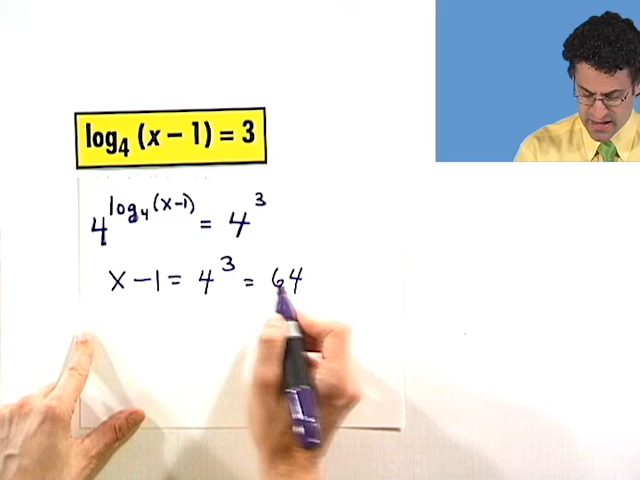 log₄ (x − 1) = 3
4^log₄(x-1) = 4^3
x - 1 = 4^3 = 64